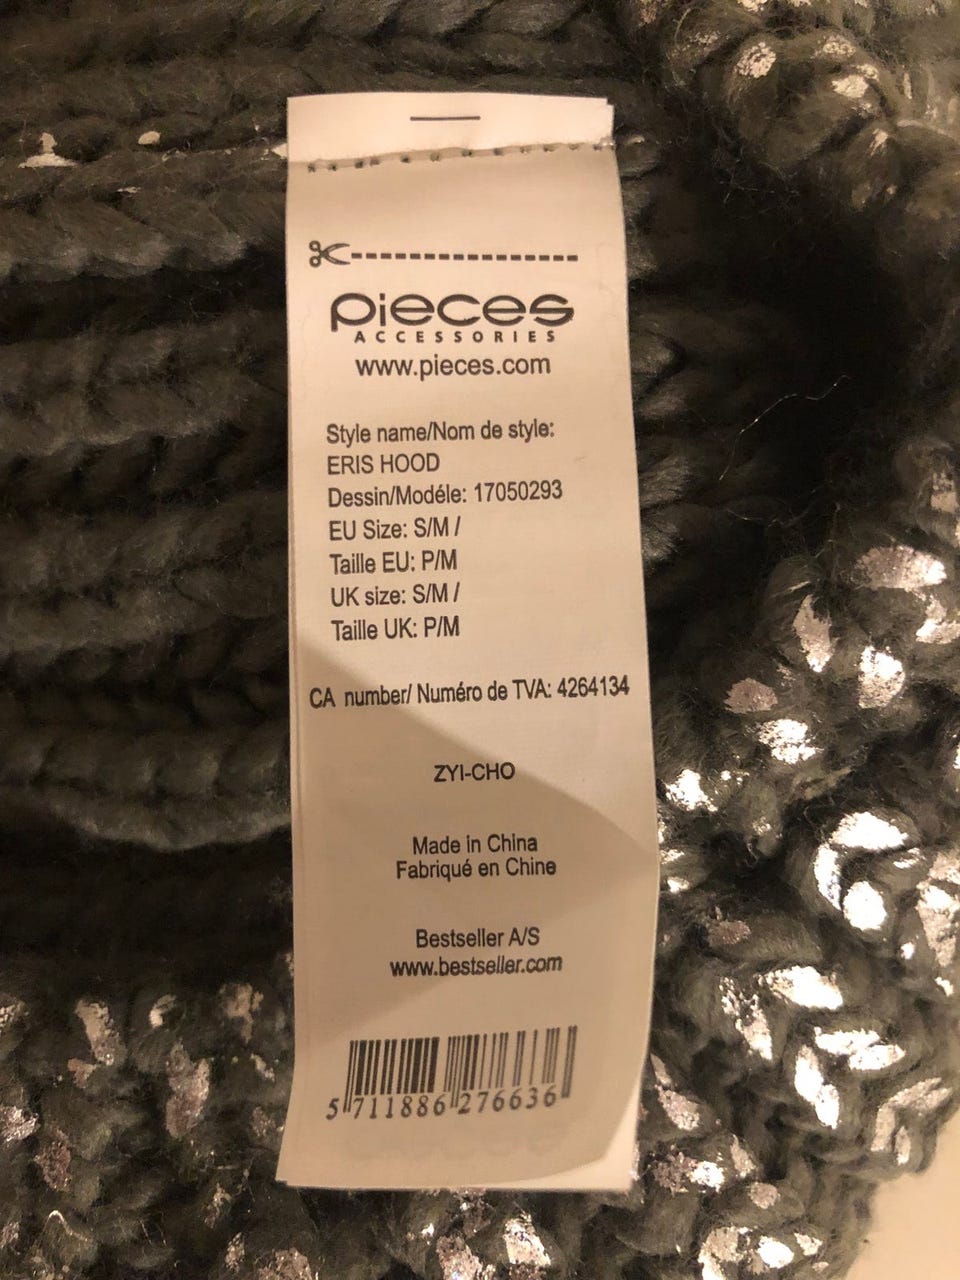 pieces
ACCESSORIES
www.pieces.com
Style name/Nom de style:
ERIS HOOD
Dessin/Modéle: 17050293
EU Size: S/M /
Taille EU: P/M
UK size: S/M /
Taille UK: P/M
CA number/ Numéro de TVA: 4264134
ZYI-CHO
Made in China
Fabriqué en Chine
Bestseller A/S
www.bestseller.com
5 711886 276636